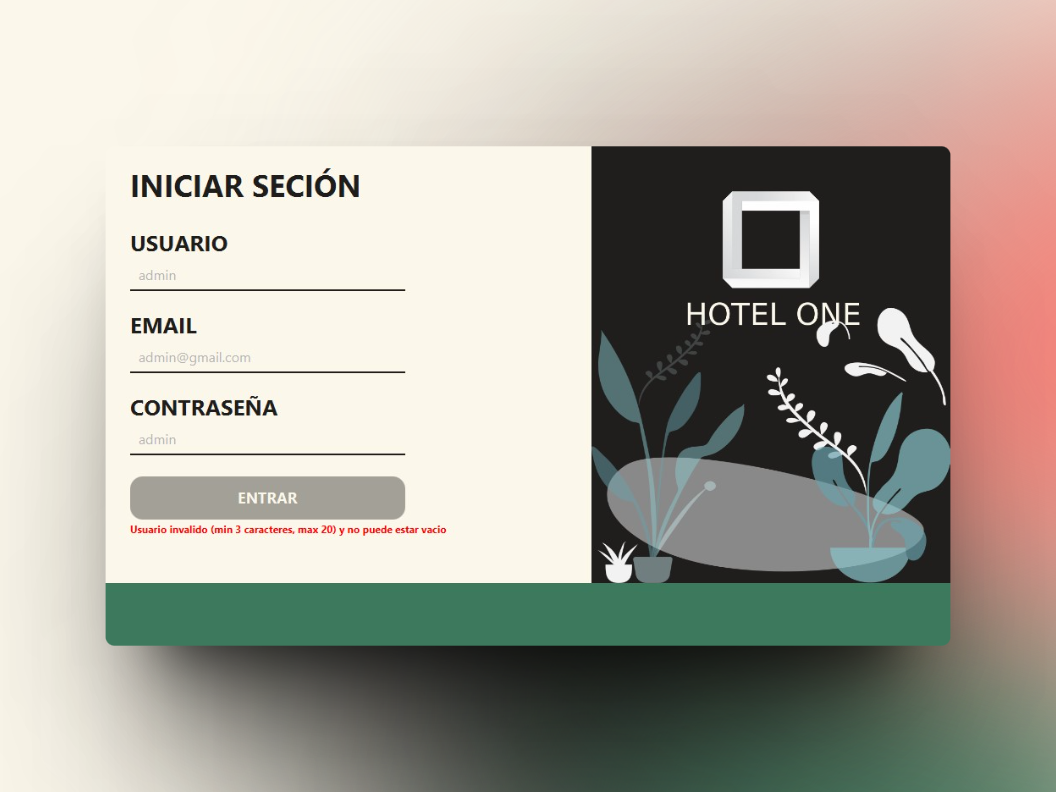 INICIAR SECIÓN
USUARIO
admin
EMAIL
admin@gmail.com
CONTRASEÑA
admin
ENTRAR
Usuario invalido (min 3 caracteres, max 20) y no puede estar vacio
HOTEL ONE